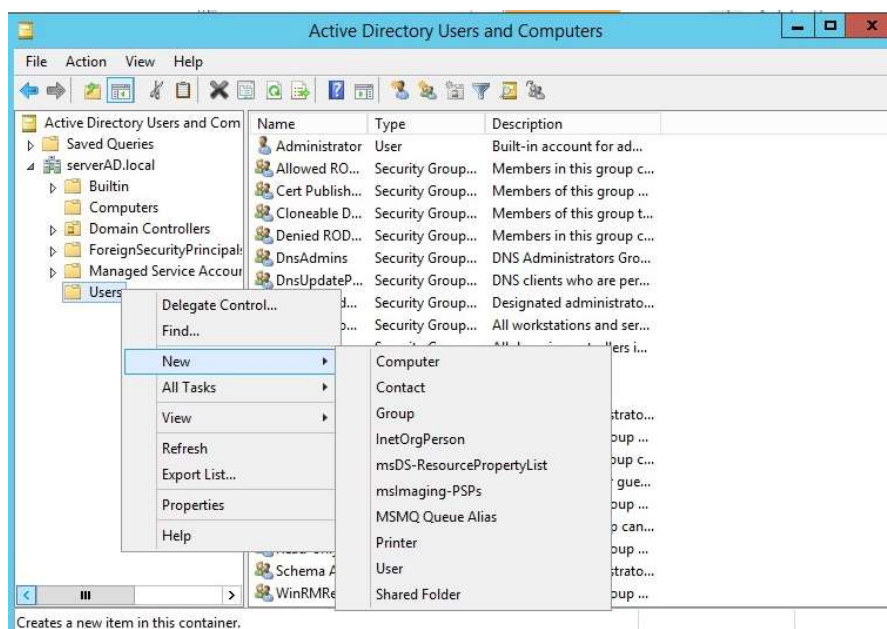 Active Directory Users and Computers
File Action View Help
Active Directory Users and Com
Saved Queries
serverAD.local
Builtin
Computers
Domain Controllers
ForeignSecurityPrincipals
Managed Service Accour
Users
Name Type Description
Administrator User Built-in account for ad...
Allowed RO... Security Group... Members in this group c...
Cert Publish... Security Group... Members of this group ...
Cloneable D... Security Group... Members of this group t...
Denied ROD... Security Group... Members in this group c...
DnsAdmins Security Group... DNS Administrators Gro...
DnsUpdateP... Security Group... DNS clients who are per...
Security Group... Designated administrato...
Security Group... All workstations and ser...
Schema A
WinRMRe
Delegate Control...
Find...
New
All Tasks
View
Refresh
Export List...
Properties
Help
Computer
Contact
Group
InetOrgPerson
msDS-ResourcePropertyList
msImaging-PSPs
MSMQ Queue Alias
Printer
User
Shared Folder
Creates a new item in this container.